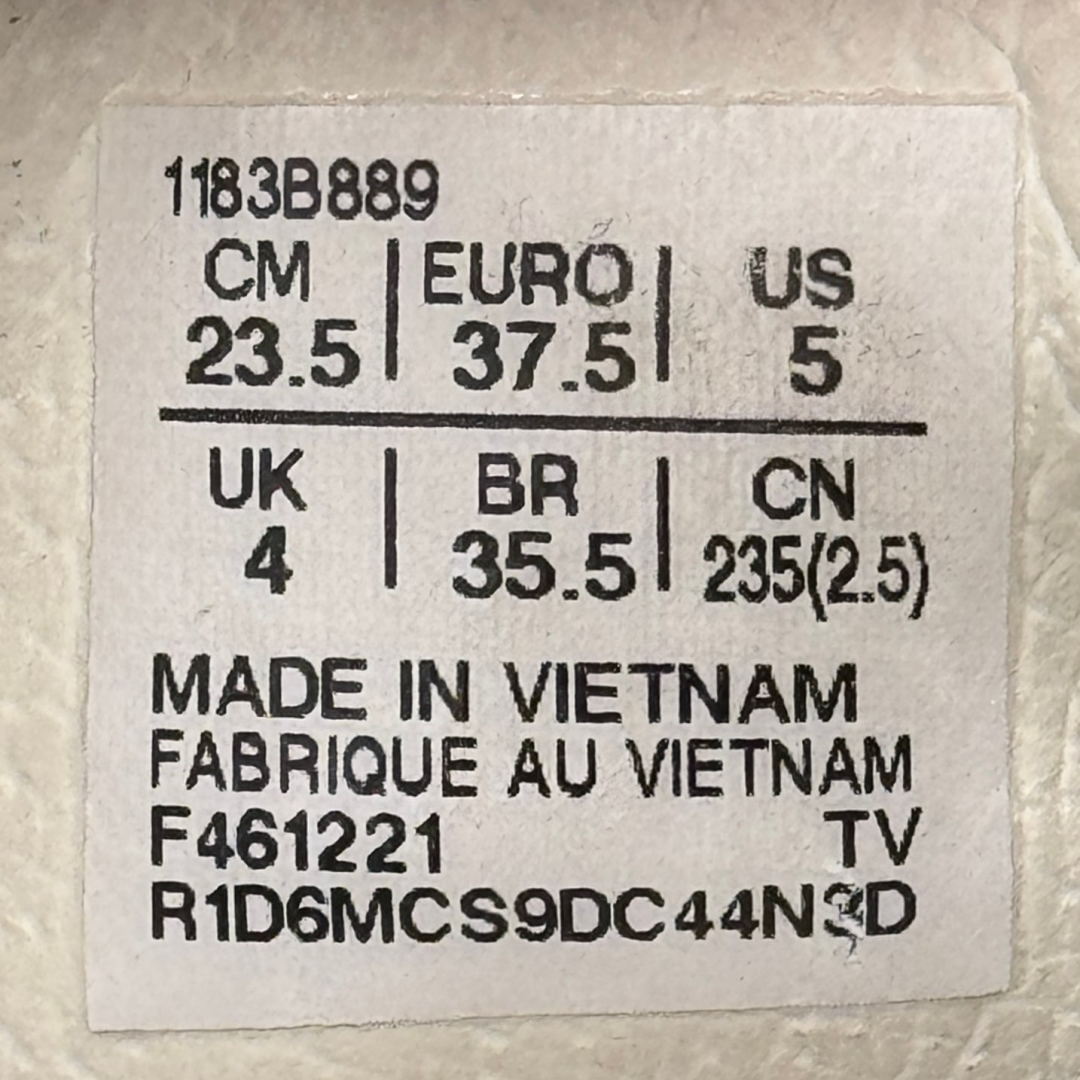 1183B889
CM | EURO | US
23.5 | 37.5 | 5
UK | BR | CN
4 | 35.5 | 235(2.5)
MADE IN VIETNAM
FABRIQUE AU VIETNAM
F461221 TV